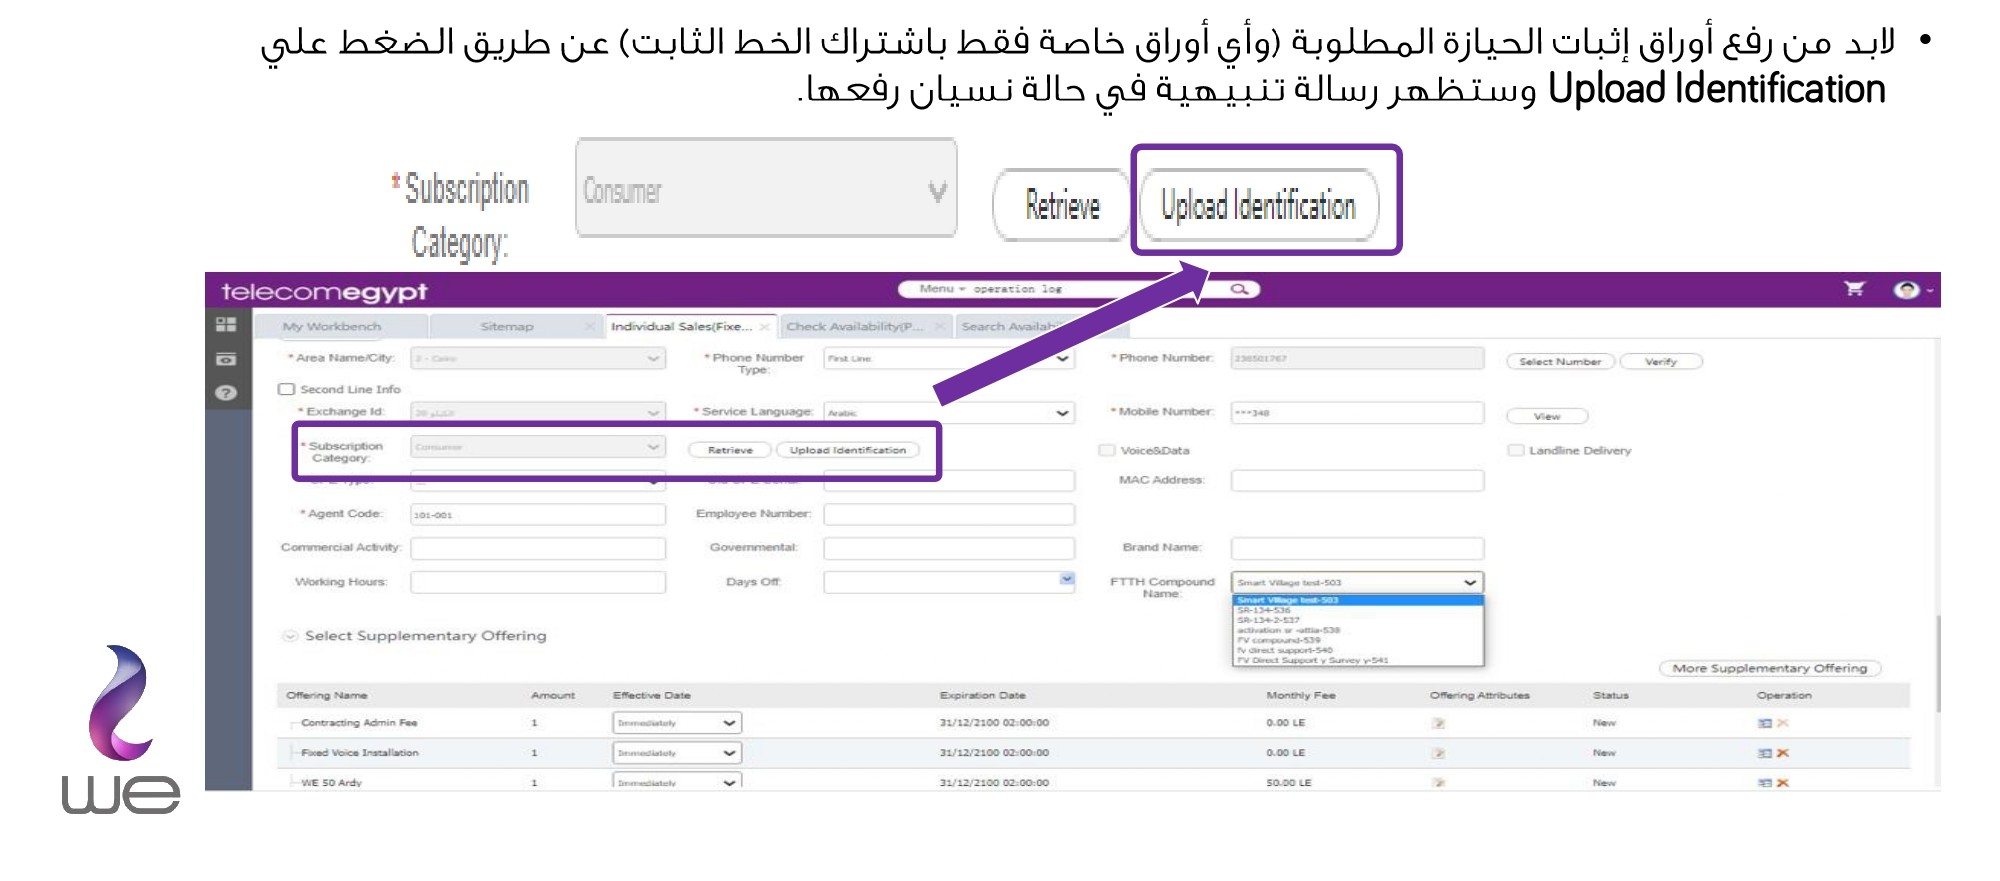 • لابد من رفع أوراق إثبات الحيازة المطلوبة (وأي أوراق خاصة فقط باشتراك الخط الثابت) عن طريق الضغط علي
Upload Identification وستظهر رسالة تنبيهية في حالة نسيان رفعها.
* Subscription Category: Consumer Retrieve Upload Identification
telecomegypt Menu operation log
My Workbench Sitemap Individual Sales(Fixe... Check Availability(P... Search Availab
* Area Name/City: 2 - Cairo * Phone Number Type: First Line * Phone Number: 238501767 Select Number Verify
Second Line Info
* Exchange Id: * Service Language: Arabic * Mobile Number: ***348 View
* Subscription Category: Consumer Retrieve Upload Identification Voice&Data Landline Delivery
MAC Address:
* Agent Code: 101-001 Employee Number:
Commercial Activity: Governmental: Brand Name:
Working Hours: Days Off: FTTH Compound Name: Smart Village test-503
Smart Village test-503
SR-134-536
SR-134-2-537
activation sr -attia-538
FV compound-539
fv direct support-540
FV Direct Support y Survey y-541
Select Supplementary Offering
More Supplementary Offering
Offering Name Amount Effective Date Expiration Date Monthly Fee Offering Attributes Status Operation
Contracting Admin Fee 1 Immediately 31/12/2100 02:00:00 0.00 LE New
Fixed Voice Installation 1 Immediately 31/12/2100 02:00:00 0.00 LE New
WE 50 Ardy 1 Immediately 31/12/2100 02:00:00 50.00 LE New
we